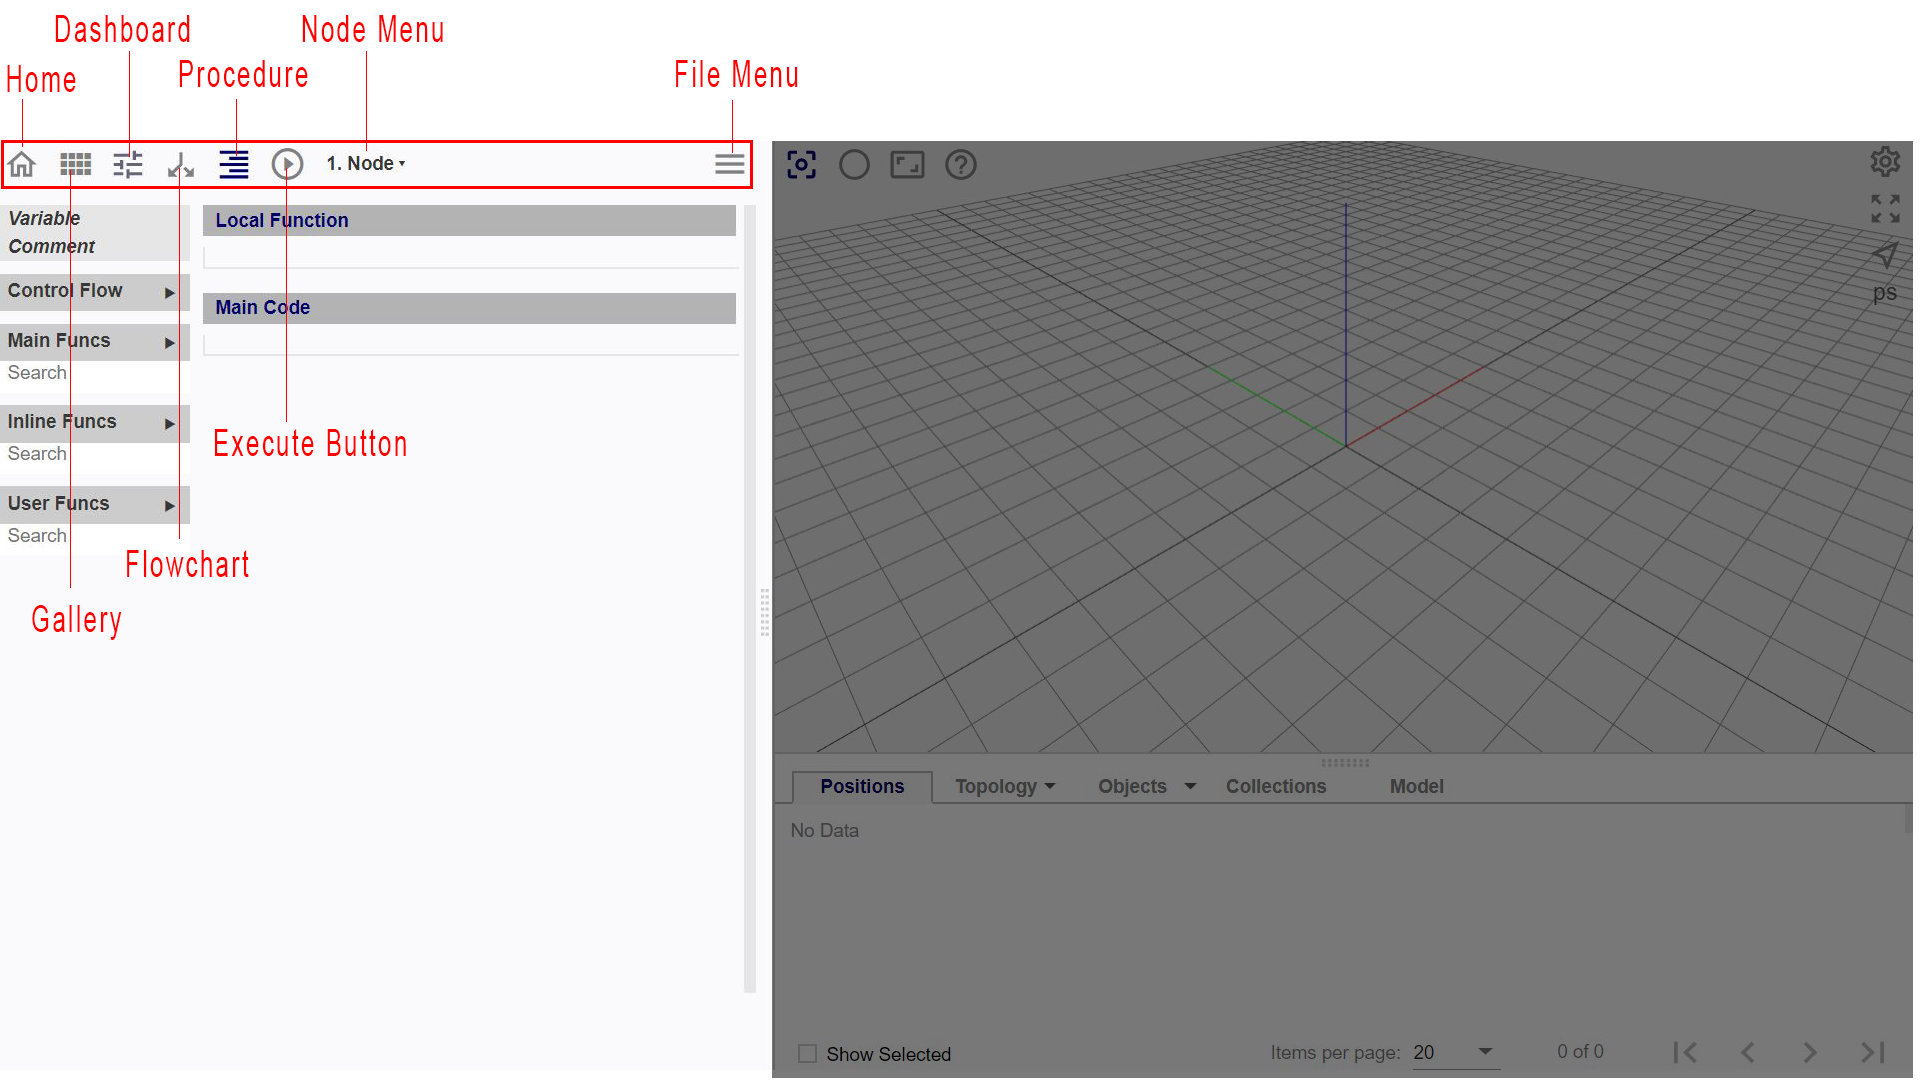 Dashboard
Node Menu
Home
Procedure
File Menu
1. Node
Variable
Comment
Control Flow
Main Funcs
Search
Inline Funcs
Search
User Funcs
Search
Local Function
Main Code
Execute Button
Flowchart
Gallery
ps
Positions
Topology
Objects
Collections
Model
No Data
Show Selected
Items per page: 20
0 of 0